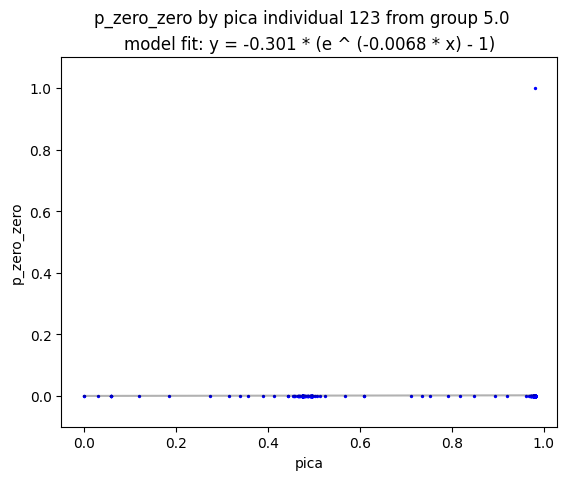 p_zero_zero by pica individual 123 from group 5.0
model fit: y = -0.301 * (e ^ (-0.0068 * x) - 1)
1.0
0.8
0.6
0.4
0.2
0.0
p_zero_zero
0.0 0.2 0.4 0.6 0.8 1.0
pica